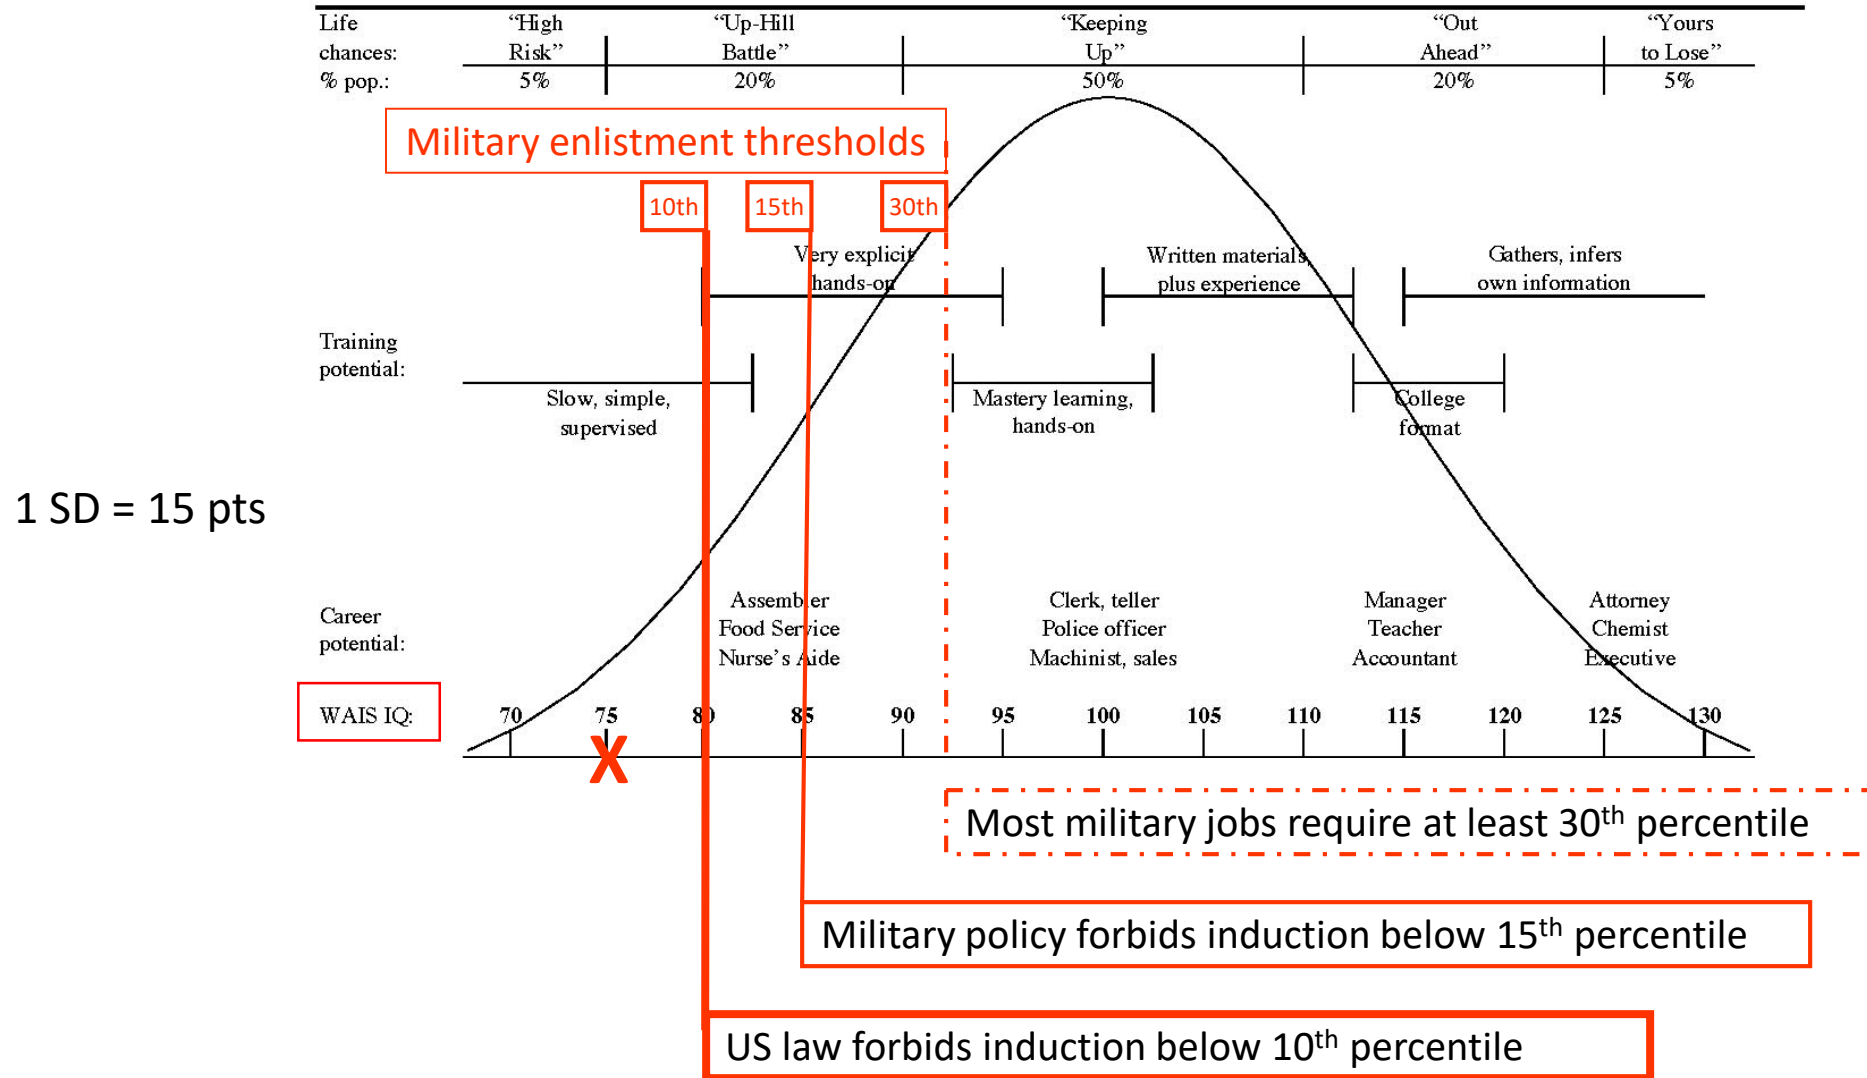 Life “High “Up-Hill “Keeping “Out “Yours
chances: Risk” Battle” Up” Ahead” to Lose”
% pop.: 5% 20% 50% 20% 5%
Military enlistment thresholds
10th 15th 30th
Very explicit Written materials, Gathers, infers
hands-on plus experience own information
Training
potential:
Slow, simple, Mastery learning, College
supervised hands-on format
1 SD = 15 pts
Assembler Clerk, teller Manager Attorney
Career Food Service Police officer Teacher Chemist
potential: Nurse’s Aide Machinist, sales Accountant Executive
WAIS IQ: 70 75 80 85 90 95 100 105 110 115 120 125 130
X
Most military jobs require at least 30th percentile
Military policy forbids induction below 15th percentile
US law forbids induction below 10th percentile